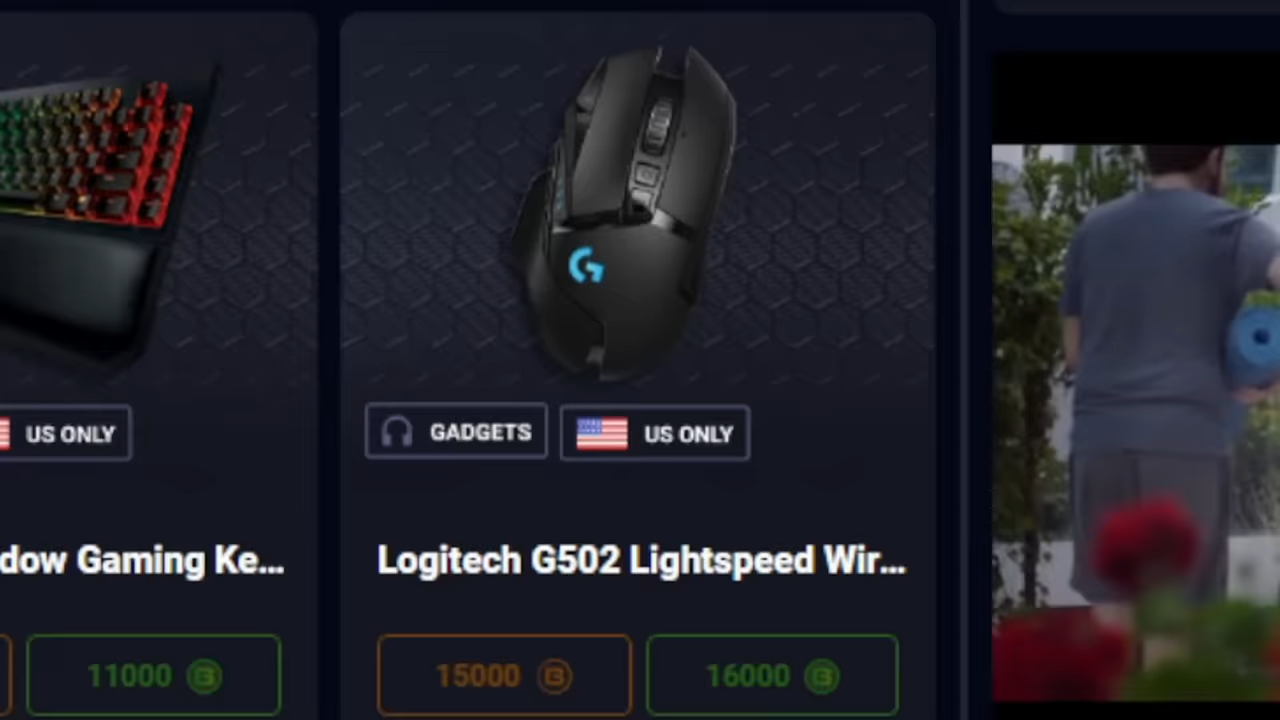 US ONLY
GADGETS
US ONLY
dow Gaming Ke...
Logitech G502 Lightspeed Wir...
11000
15000
16000